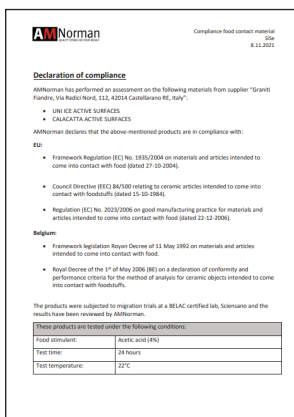 AMNorman
Compliance food contact material
SiSe
8.11.2021
Declaration of compliance
AMNorman has performed an assessment on the following materials from supplier "Graniti
Fiandre, Via Radici Nord, 112, 42014 Castellarano RE, Italy":
• UNI ICE ACTIVE SURFACES
• CALACATTA ACTIVE SURFACES
AMNorman declares that the above-mentioned products are in compliance with:
EU:
• Framework Regulation (EC) No. 1935/2004 on materials and articles intended to
come into contact with food (dated 27-10-2004).
• Council Directive (EEC) 84/500 relating to ceramic articles intended to come into
contact with foodstuffs (dated 15-10-1984).
• Regulation (EC) No. 2023/2006 on good manufacturing practice for materials and
articles intended to come into contact with food (dated 22-12-2006).
Belgium:
• Framework legislation Royan Decree of 11 May 1992 on materials and articles
intended to come into contact with food.
• Royal Decree of the 1st of May 2006 (BE) on a declaration of conformity and
performance criteria for the method of analysis for ceramic objects intended to come
into contact with foodstuffs.
The products were subjected to migration trials at a BELAC certified lab, Sciensano and the
results have been reviewed by AMNorman.
These products are tested under the following conditions:
Food stimulant: Acetic acid (4%)
Test time: 24 hours
Test temperature: 22°C